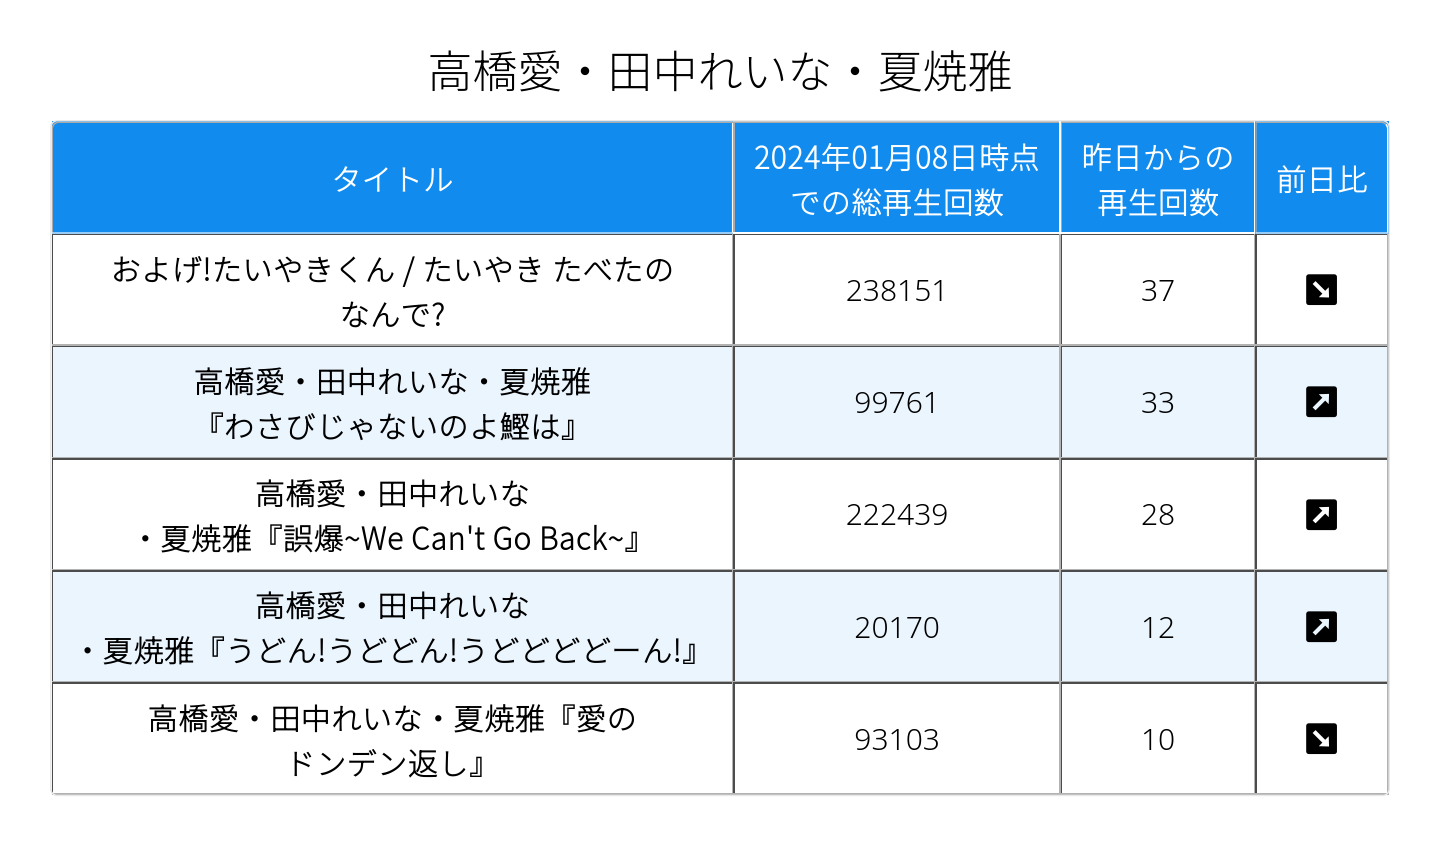 高橋愛・田中れいな・夏焼雅
タイトル
2024年01月08日時点
での総再生回数
昨日からの
再生回数
前日比
およげ!たいやきくん / たいやき たべたの
なんで?
238151
37
高橋愛・田中れいな・夏焼雅
『わさびじゃないのよ鰹は』
99761
33
高橋愛・田中れいな
・夏焼雅『誤爆~We Can't Go Back~』
222439
28
高橋愛・田中れいな
・夏焼雅『うどん!うどどん!うどどどどーん!』
20170
12
高橋愛・田中れいな・夏焼雅『愛の
ドンデン返し』
93103
10